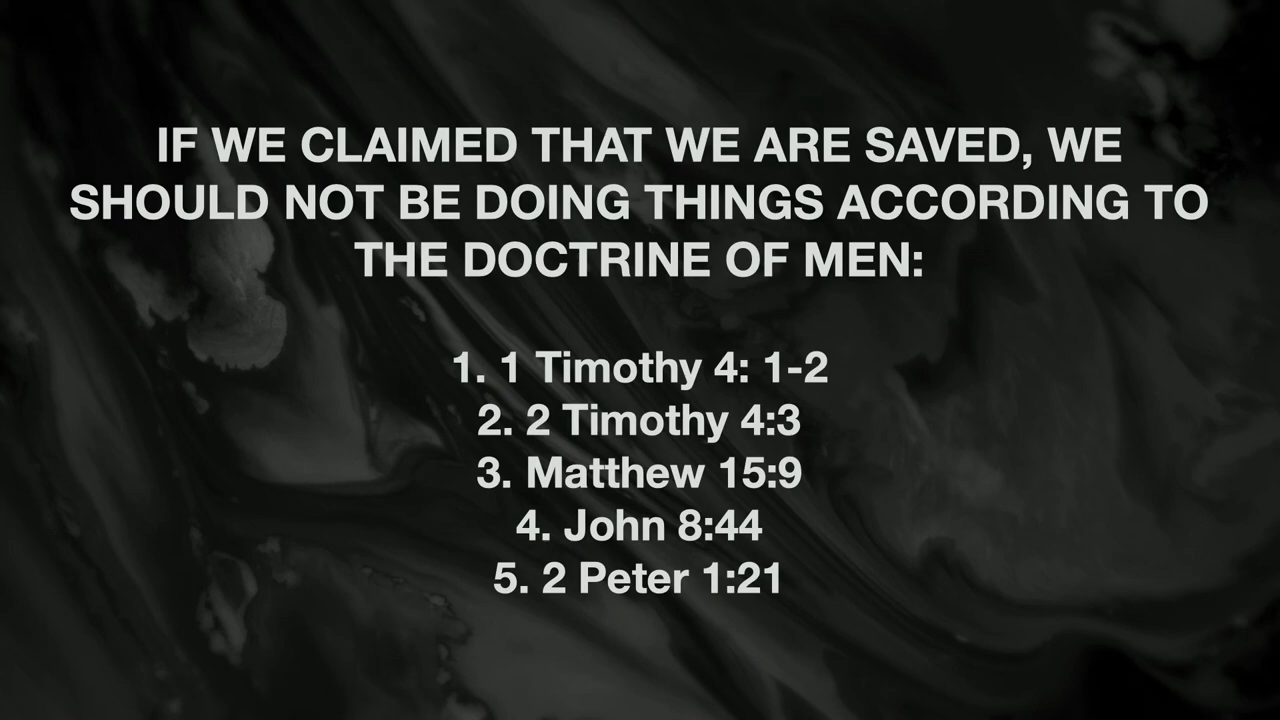 IF WE CLAIMED THAT WE ARE SAVED, WE
SHOULD NOT BE DOING THINGS ACCORDING TO
THE DOCTRINE OF MEN:
1. 1 Timothy 4: 1-2
2. 2 Timothy 4:3
3. Matthew 15:9
4. John 8:44
5. 2 Peter 1:21